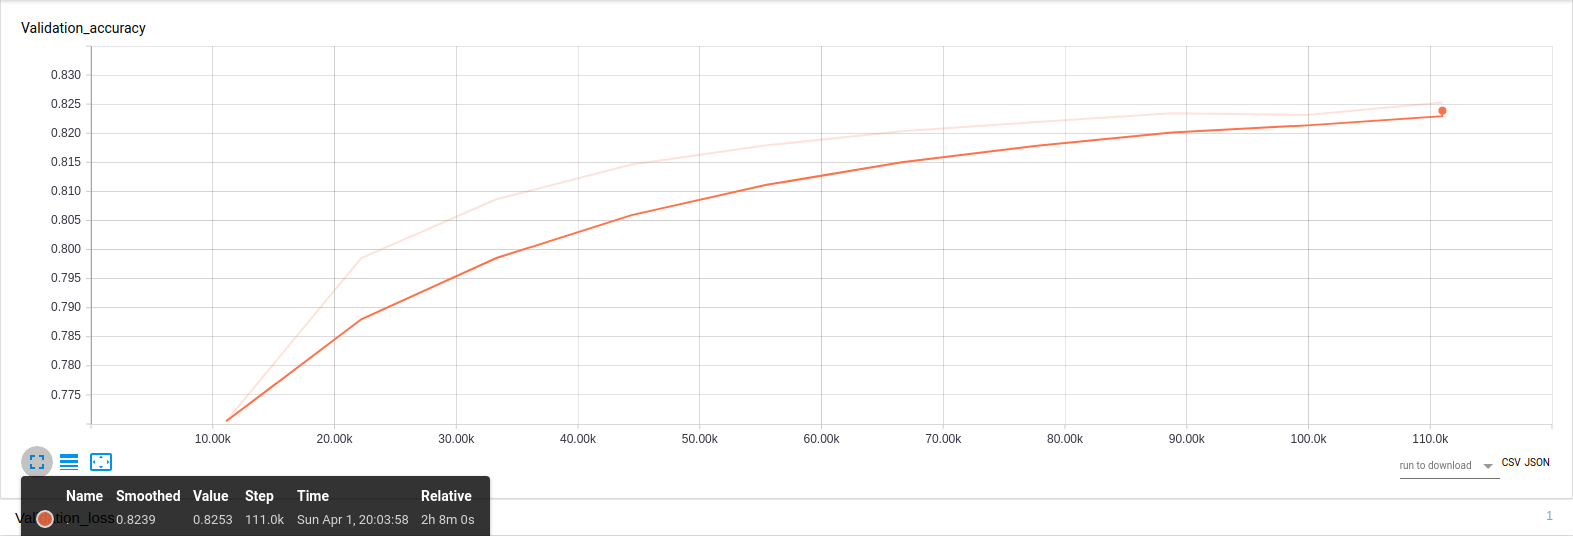 Validation_accuracy
0.830
0.825
0.820
0.815
0.810
0.805
0.800
0.795
0.790
0.785
0.780
0.775
10.00k 20.00k 30.00k 40.00k 50.00k 60.00k 70.00k 80.00k 90.00k 100.0k 110.0k
run to download CSV JSON
Name Smoothed Value Step Time Relative
. 0.8239 0.8253 111.0k Sun Apr 1, 20:03:58 2h 8m 0s
Validation_loss 1